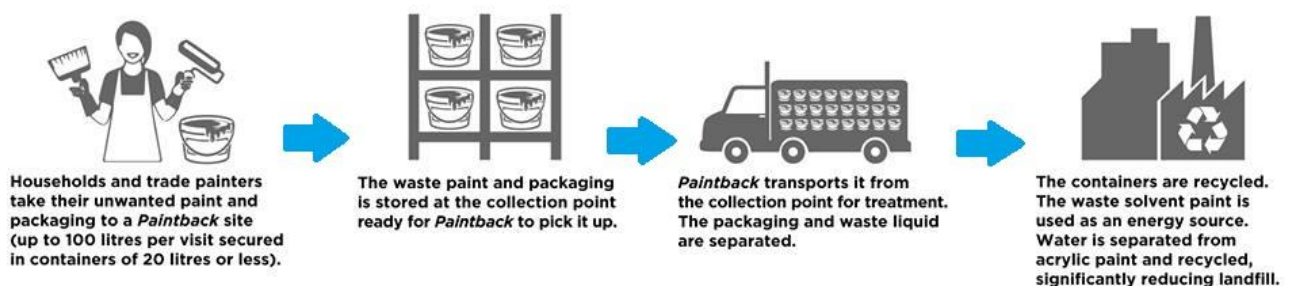 Households and trade painters
take their unwanted paint and
packaging to a Paintback site
(up to 100 litres per visit secured
in containers of 20 litres or less).
The waste paint and packaging
is stored at the collection point
ready for Paintback to pick it up.
Paintback transports it from
the collection point for treatment.
The packaging and waste liquid
are separated.
The containers are recycled.
The waste solvent paint is
used as an energy source.
Water is separated from
acrylic paint and recycled,
significantly reducing landfill.